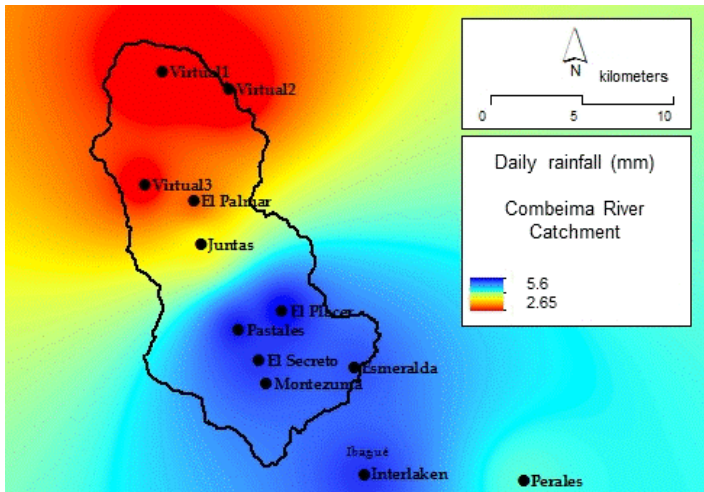 N
kilometers
0 5 10
Daily rainfall (mm)
Combeima River
Catchment
5.6
2.65
Virtual1
Virtual2
Virtual3
El Palmar
Juntas
El Placer
Pastales
El Secreto
Esmeralda
Montezuma
Ibagué
Interlaken
Perales